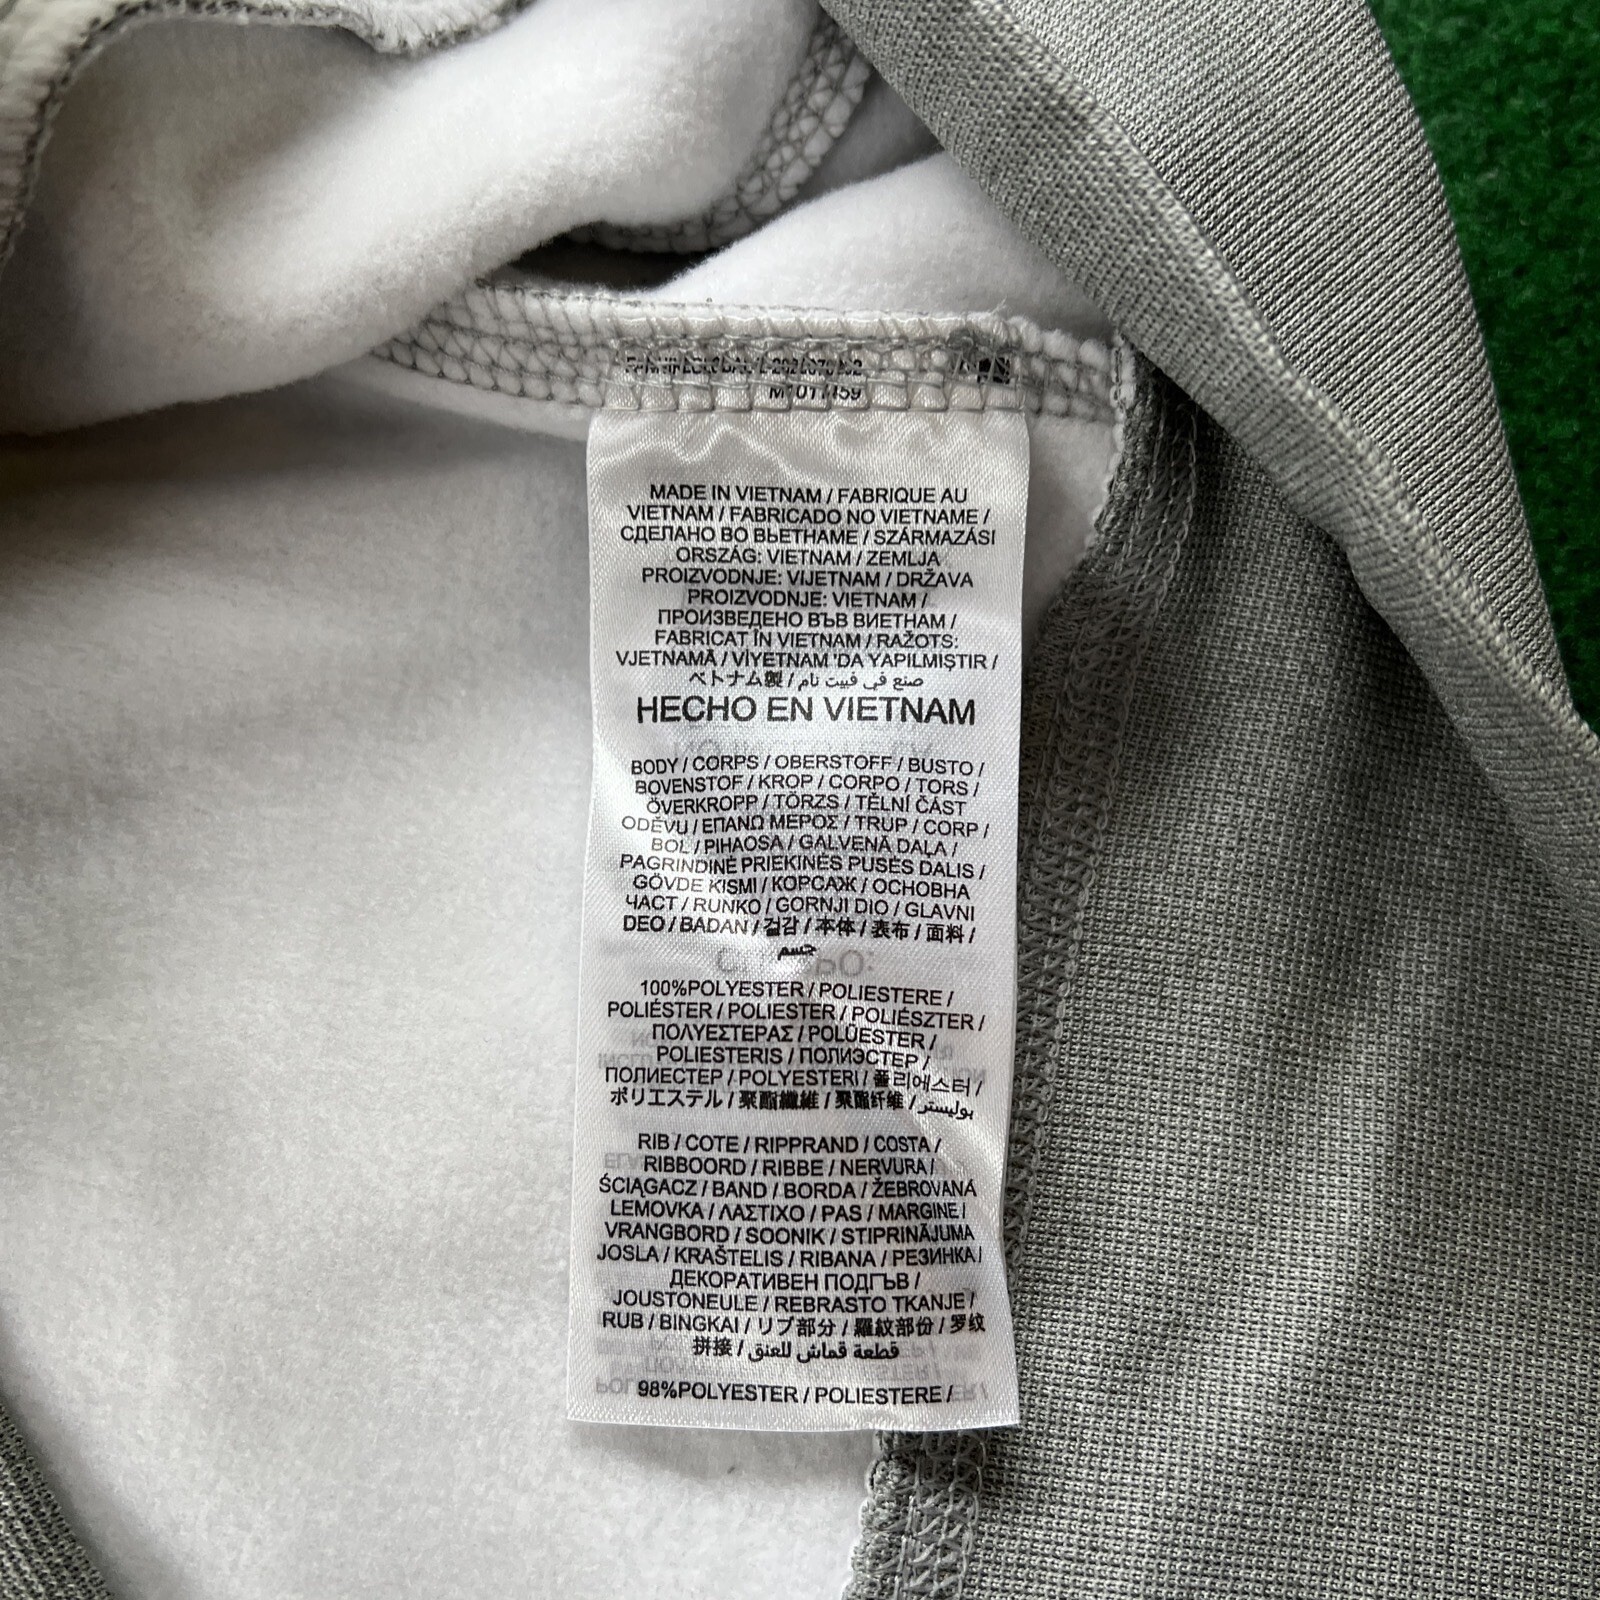 MADE IN VIETNAM / FABRIQUE AU
VIETNAM / FABRICADO NO VIETNAME /
СДЕЛАНО ВО ВЬЕТНАМЕ / SZÁRMAZÁSI
ORSZÁG: VIETNAM / ZEMLJA
PROIZVODNJE: VIJETNAM / DRŽAVA
PROIZVODNJE: VIETNAM /
ПРОИЗВЕДЕНО ВЪВ ВИЕТНАМ /
FABRICAT ÎN VIETNAM / RAŽOTS:
VJETNAMĀ / VİYETNAM 'DA YAPILMIŞTIR /
ベトナム製 / صنع في فييت نام
HECHO EN VIETNAM
BODY / CORPS / OBERSTOFF / BUSTO /
BOVENSTOF / KROP / CORPO / TORS /
ÖVERKROPP / TÖRZS / TĚLNÍ ČÁST
ODĚVU / ΕΠΑΝΩ ΜΕΡΟΣ / TRUP / CORP /
BOL / PIHAOSA / GALVENĀ DAĻA /
PAGRINDINĖ PRIEKINĖS PUSĖS DALIS /
GÖVDE KISMI / КОРСАЖ / ОСНОВНА
ЧАСТ / RUNKO / GORNJI DIO / GLAVNI
DEO / BADAN / 겉감 / 本体 / 表布 / 面料 /
جسم
100%POLYESTER / POLIESTERE /
POLIÉSTER / POLIESTER / POLIÉSZTER /
ΠΟΛΥΕΣΤΕΡΑΣ / POLÜESTER /
POLIESTERIS / ПОЛИЭСТЕР /
ПОЛИЕСТЕР / POLYESTERI / 폴리에스터 /
ポリエステル / 聚酯纖維 / 聚酯纤维 / بوليستر
RIB / COTE / RIPPRAND / COSTA /
RIBBOORD / RIBBE / NERVURA /
ŚCIĄGACZ / BAND / BORDA / ŽEBROVANÁ
LEMOVKA / ΛΑΣΤΙΧΟ / PAS / MARGINE /
VRANGBORD / SOONIK / STIPRINĀJUMA
JOSLA / KRAŠTELIS / RIBANA / РЕЗИНКА /
ДЕКОРАТИВЕН ПОДГЪВ /
JOUSTONEULE / REBRASTO TKANJE /
RUB / BINGKAI / リブ部分 / 羅紋部份 / 罗纹
拼接 / قطعة قماش للعنق
98%POLYESTER / POLIESTERE /